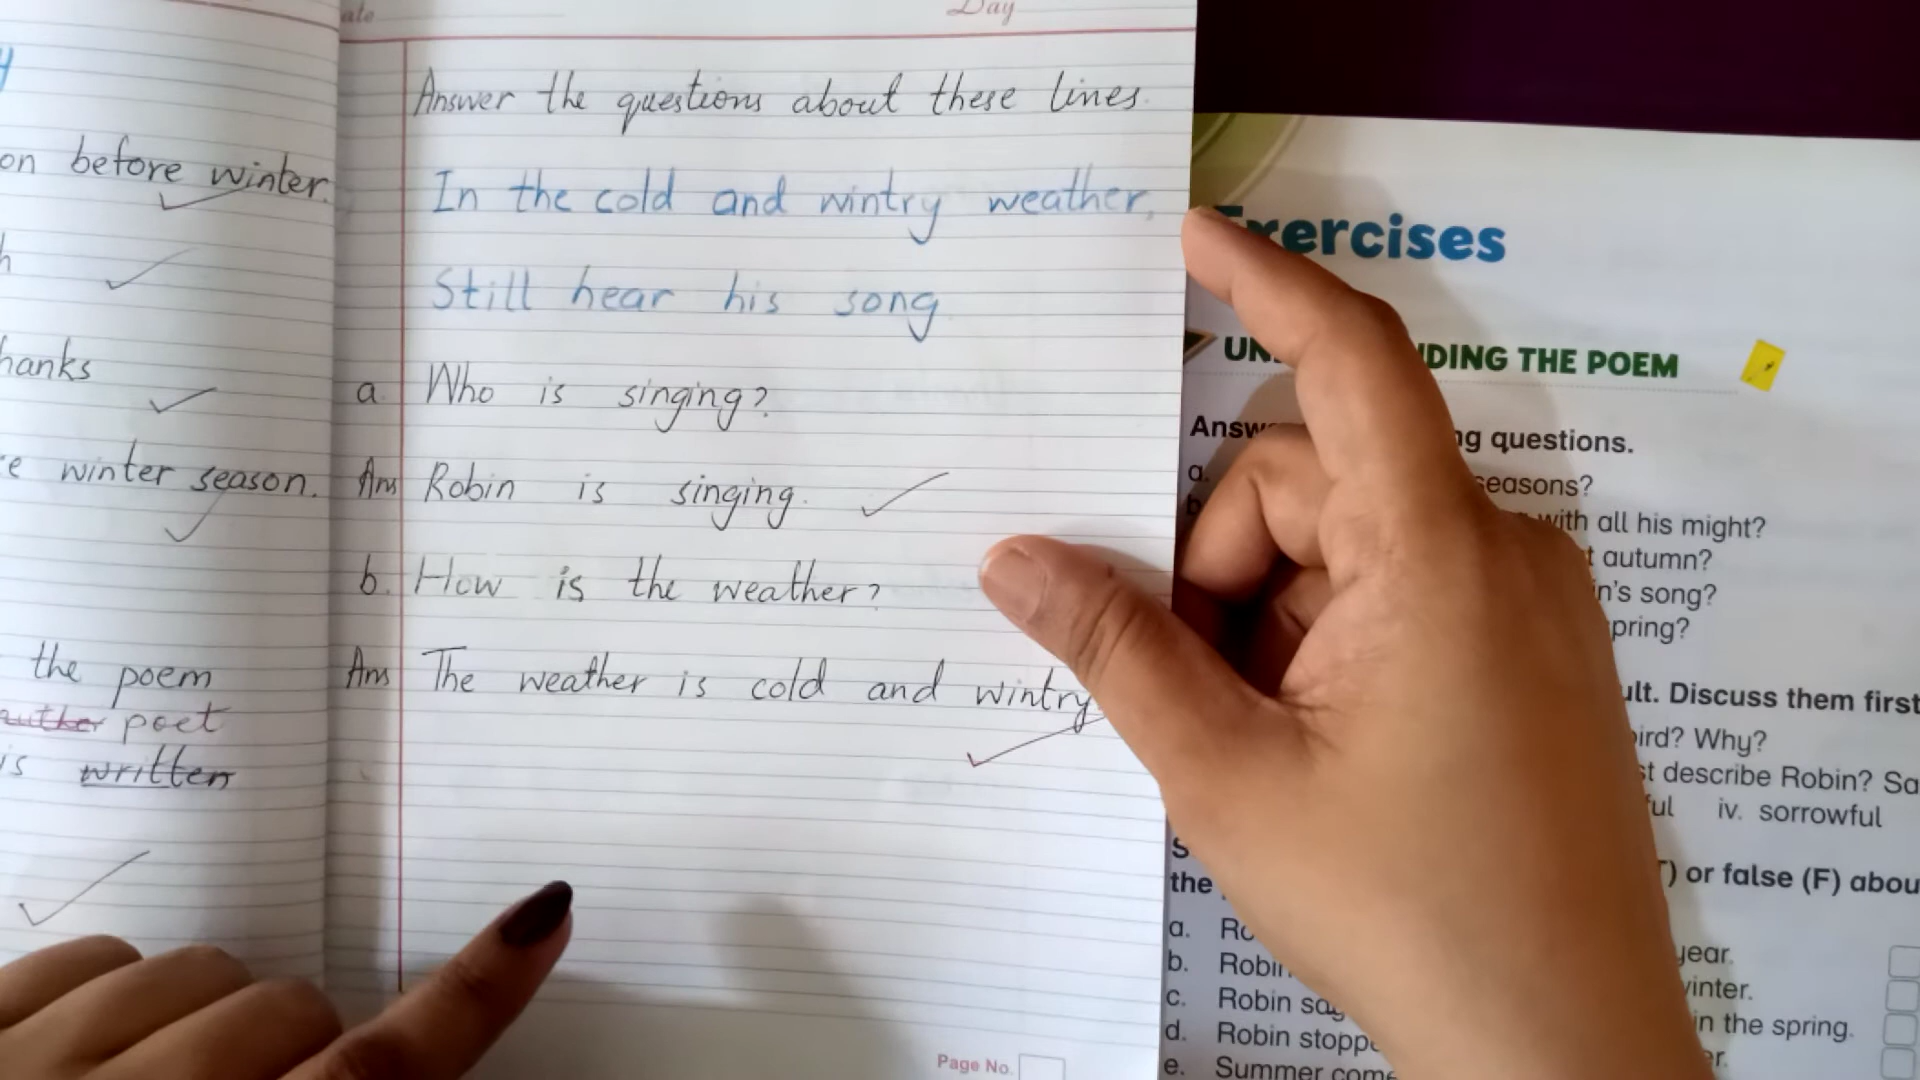 Day
on before winter.
hanks
e winter season.
the poem
poet
is written
Answer the questions about these lines.
In the cold and wintry weather,
Still hear his song
a. Who is singing?
Ans Robin is singing.
b. How is the weather?
Ans The weather is cold and wintry
Page No.
Exercises
THE POEM
ng questions.
a. seasons?
b with all his might?
t autumn?
n's song?
pring?
ult. Discuss them first
bird? Why?
st describe Robin? Sa
ful iv. sorrowful
the T) or false (F) abou
a. Ro year.
b. Robin winter.
c. Robin say in the spring.
d. Robin stoppe er.
e. Summer come